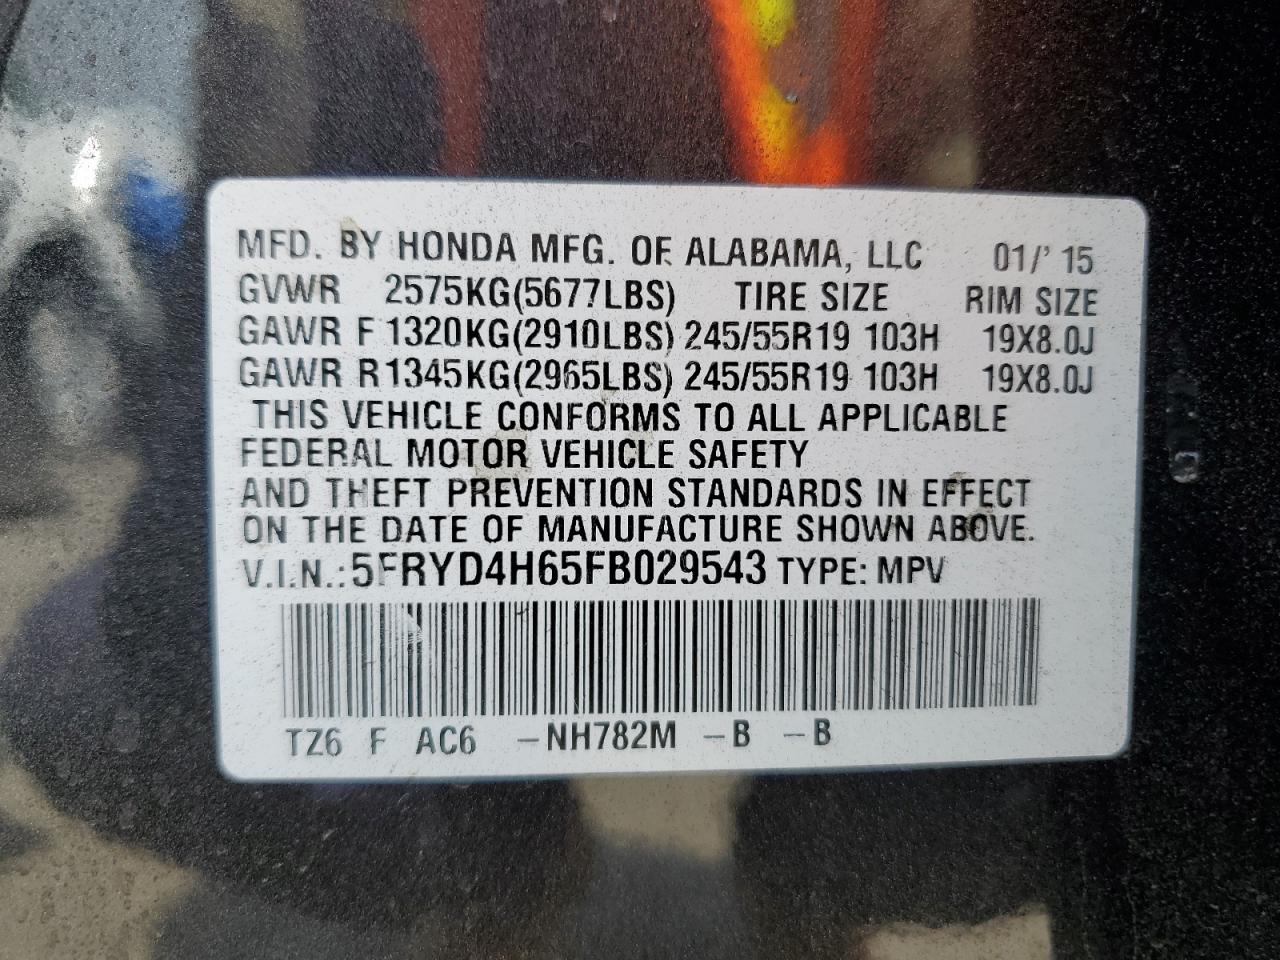 MFD. BY HONDA MFG. OF ALABAMA, LLC 01/' 15
GVWR 2575KG(5677LBS) TIRE SIZE RIM SIZE
GAWR F 1320KG(2910LBS) 245/55R19 103H 19X8.0J
GAWR R 1345KG(2965LBS) 245/55R19 103H 19X8.0J
THIS VEHICLE CONFORMS TO ALL APPLICABLE
FEDERAL MOTOR VEHICLE SAFETY
AND THEFT PREVENTION STANDARDS IN EFFECT
ON THE DATE OF MANUFACTURE SHOWN ABOVE.
V.I.N.: 5FRYD4H65FB029543 TYPE: MPV
TZ6 F AC6 –NH782M –B –B